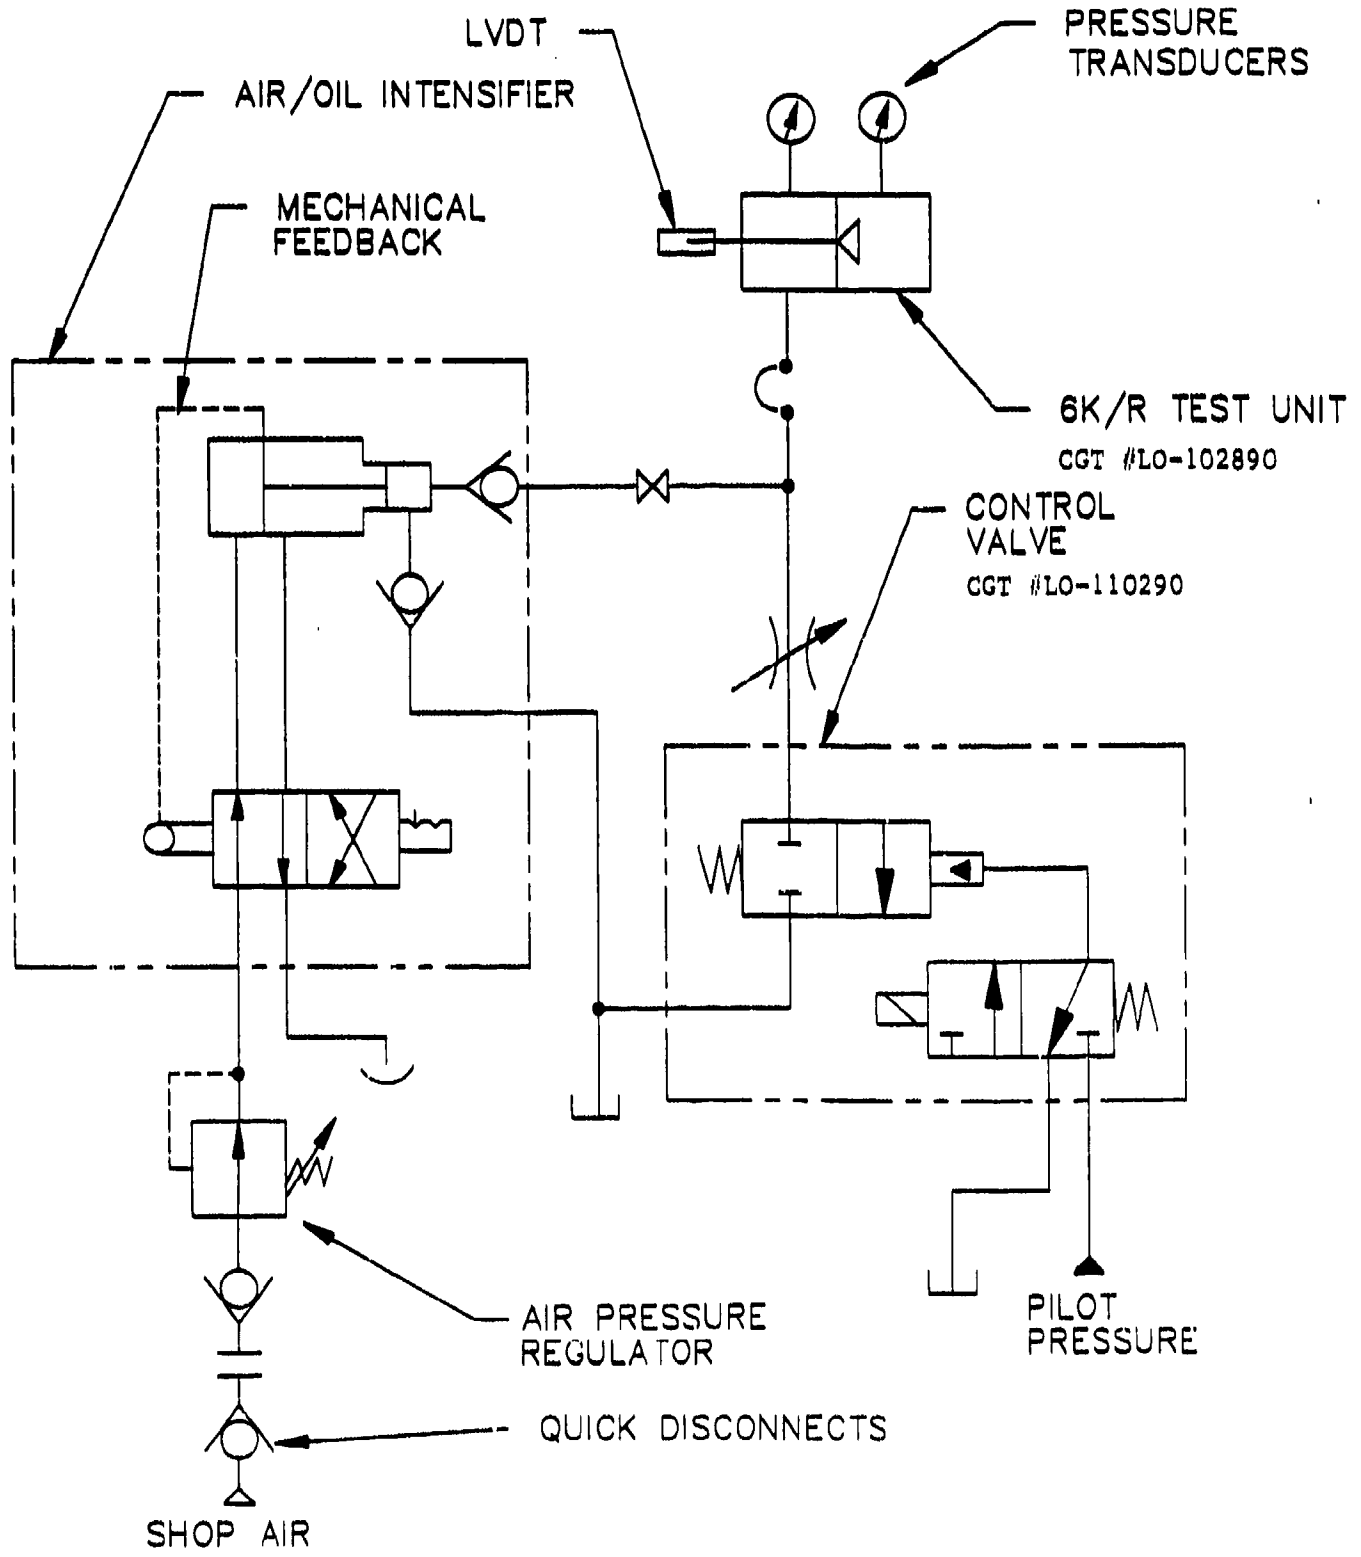 LVDT
PRESSURE
TRANSDUCERS
AIR/OIL INTENSIFIER
MECHANICAL
FEEDBACK
6K/R TEST UNIT
CGT #LO-102890
CONTROL
VALVE
CGT #LO-110290
AIR PRESSURE
REGULATOR
PILOT
PRESSURE
QUICK DISCONNECTS
SHOP AIR